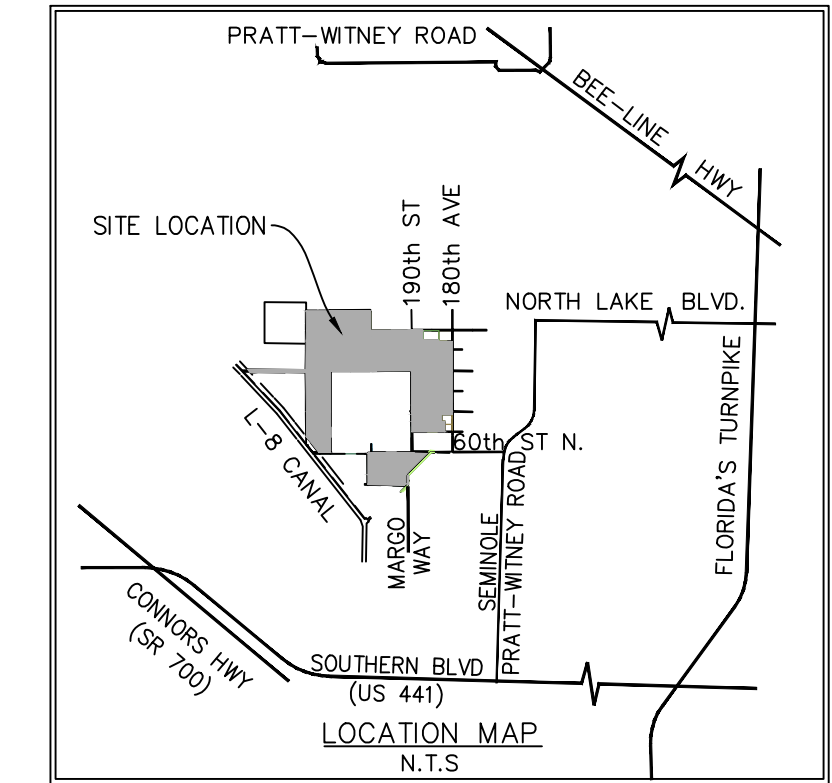 PRATT-WITNEY ROAD
BEE-LINE
HWY
SITE LOCATION
190th ST
180th AVE
NORTH LAKE BLVD.
FLORIDA'S TURNPIKE
L-8 CANAL
60th ST N.
MARGO
WAY
SEMINOLE
PRATT-WITNEY ROAD
CONNORS HWY
(SR 700)
SOUTHERN BLVD
(US 441)
LOCATION MAP
N.T.S